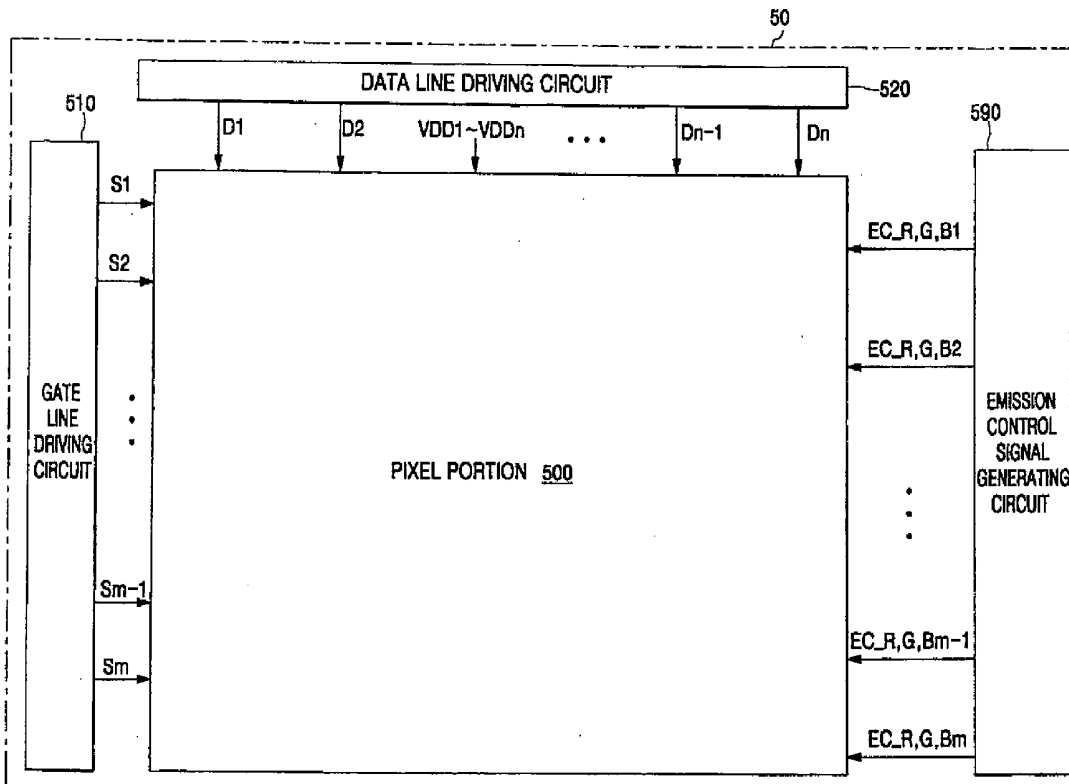 50
DATA LINE DRIVING CIRCUIT
520
510
590
D1
D2
VDD1~VDDn
Dn-1
Dn
S1
S2
Sm-1
Sm
GATE
LINE
DRIVING
CIRCUIT
PIXEL PORTION 500
EC_R,G,B1
EC_R,G,B2
EC_R,G,Bm-1
EC_R,G,Bm
EMISSION
CONTROL
SIGNAL
GENERATING
CIRCUIT